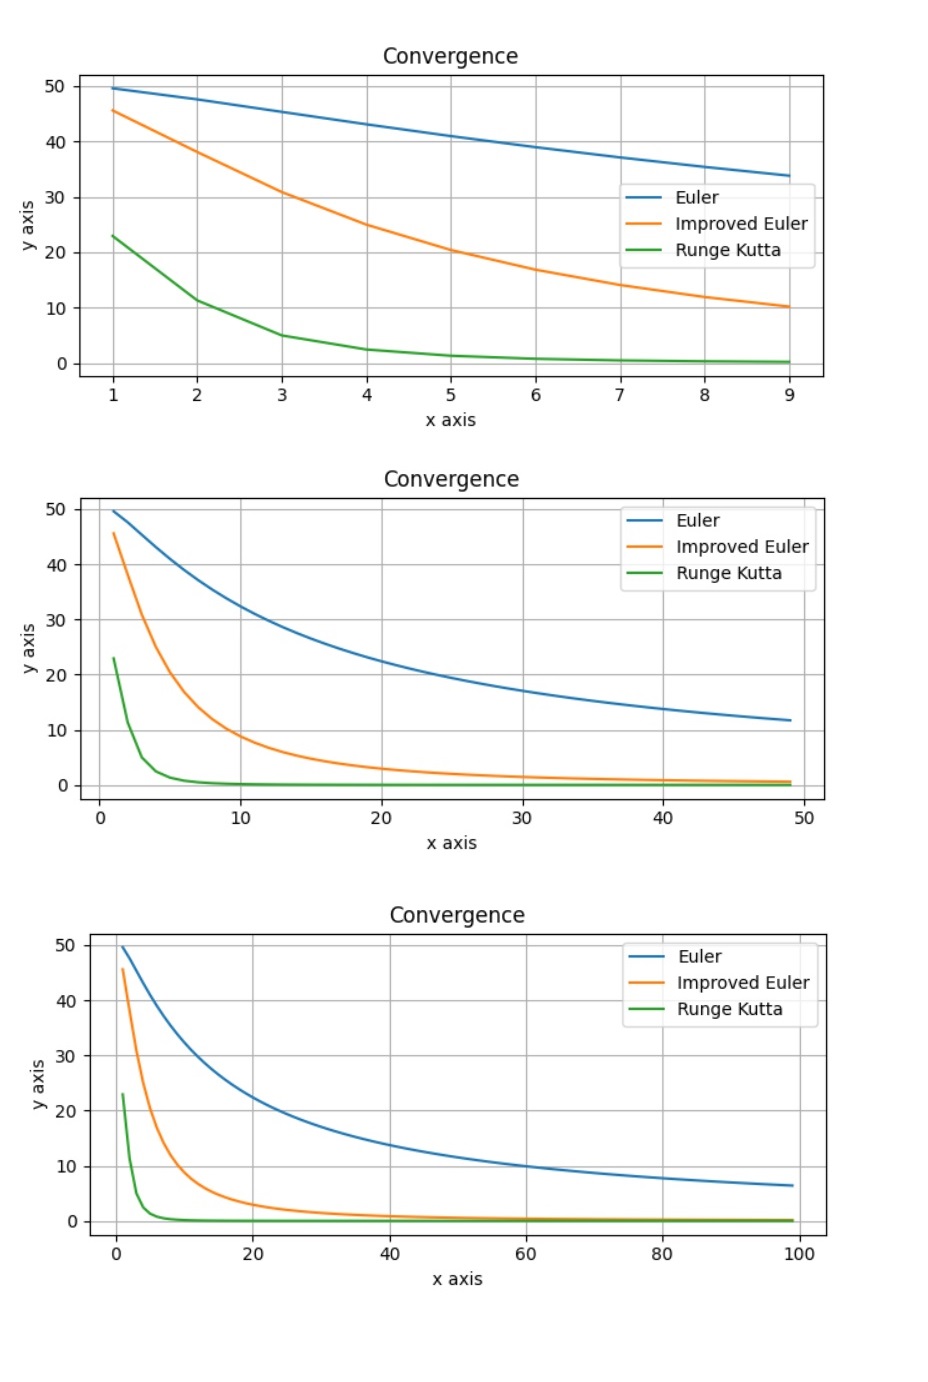 Convergence
50
40
30
20
10
0
y axis
Euler
Improved Euler
Runge Kutta
1 2 3 4 5 6 7 8 9
x axis
Convergence
50
40
30
20
10
0
y axis
Euler
Improved Euler
Runge Kutta
0 10 20 30 40 50
x axis
Convergence
50
40
30
20
10
0
y axis
Euler
Improved Euler
Runge Kutta
0 20 40 60 80 100
x axis